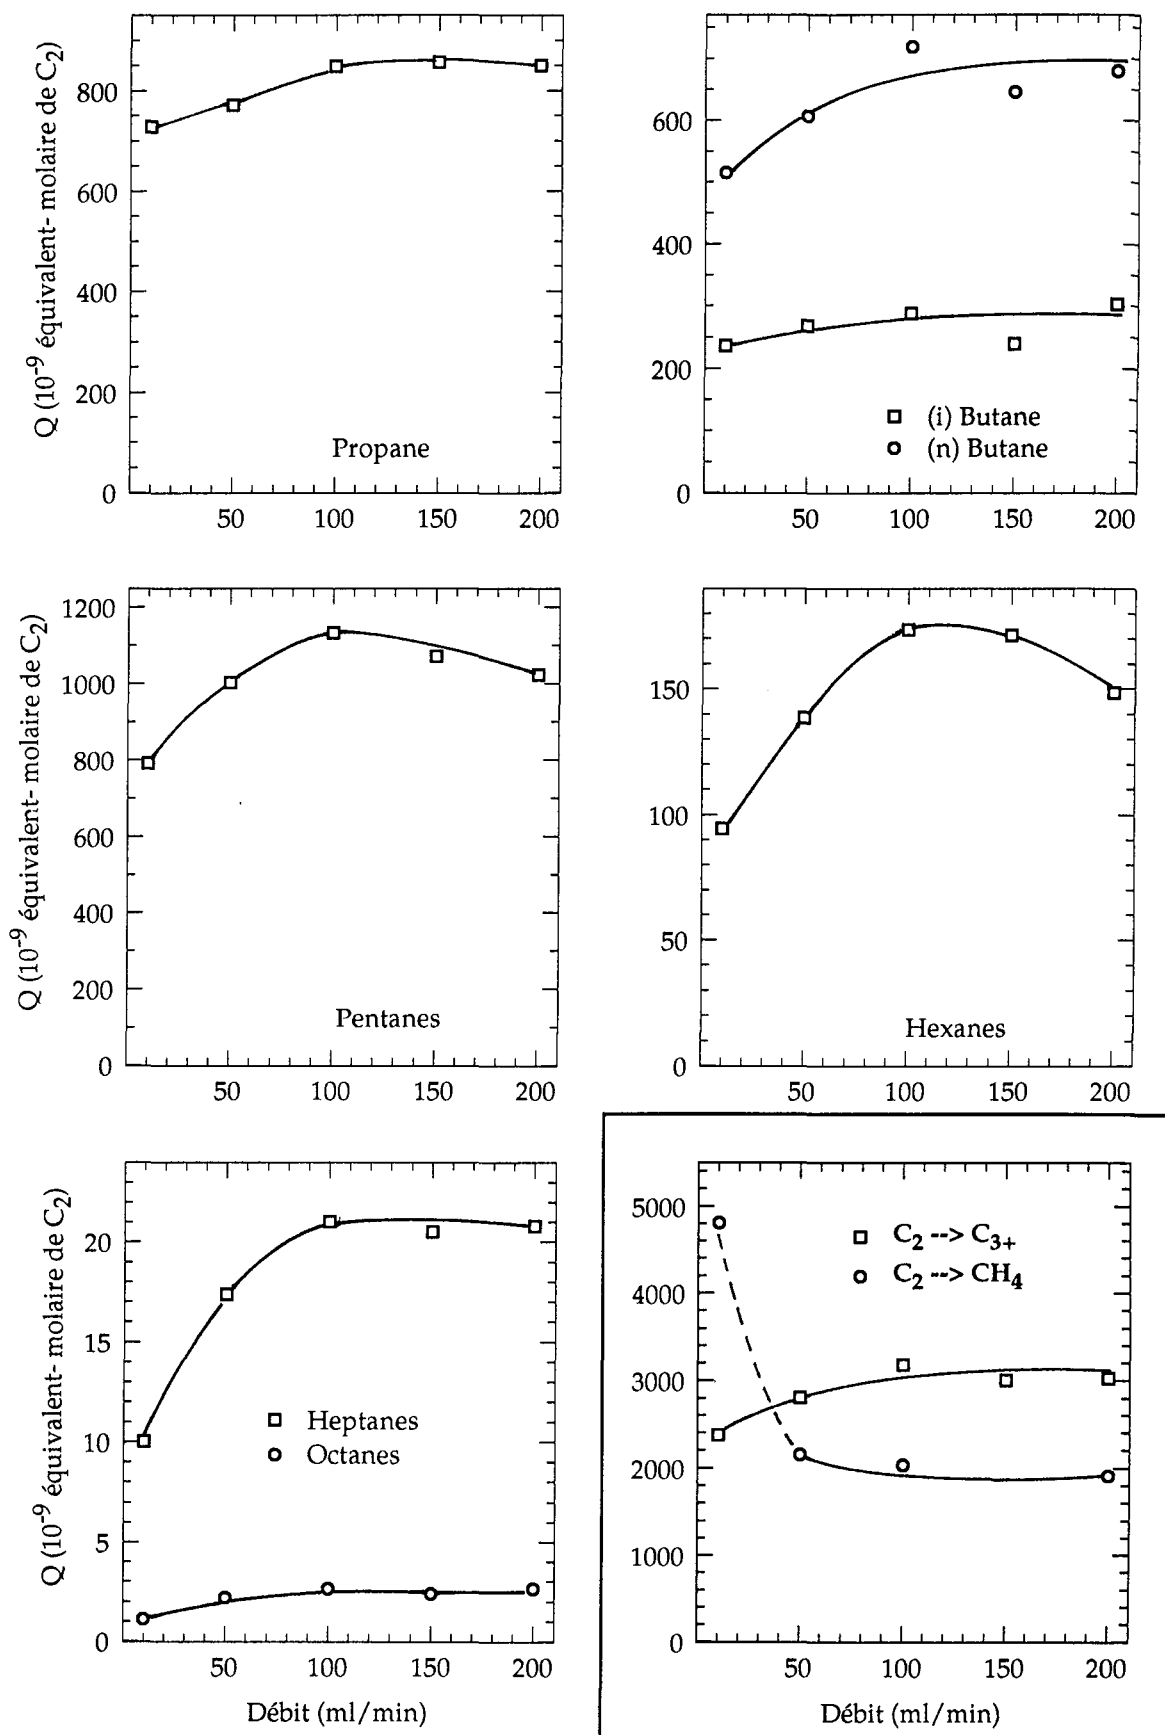 Q (10⁻⁹ équivalent- molaire de C₂)
800
600
400
200
0
Propane
50 100 150 200
600
400
200
0
(i) Butane
(n) Butane
50 100 150 200
Q (10⁻⁹ équivalent- molaire de C₂)
1200
1000
800
600
400
200
0
Pentanes
50 100 150 200
150
100
50
0
Hexanes
50 100 150 200
Q (10⁻⁹ équivalent- molaire de C₂)
20
15
10
5
0
Heptanes
Octanes
50 100 150 200
Débit (ml/min)
5000
4000
3000
2000
1000
0
C₂ --> C₃₊
C₂ --> CH₄
50 100 150 200
Débit (ml/min)